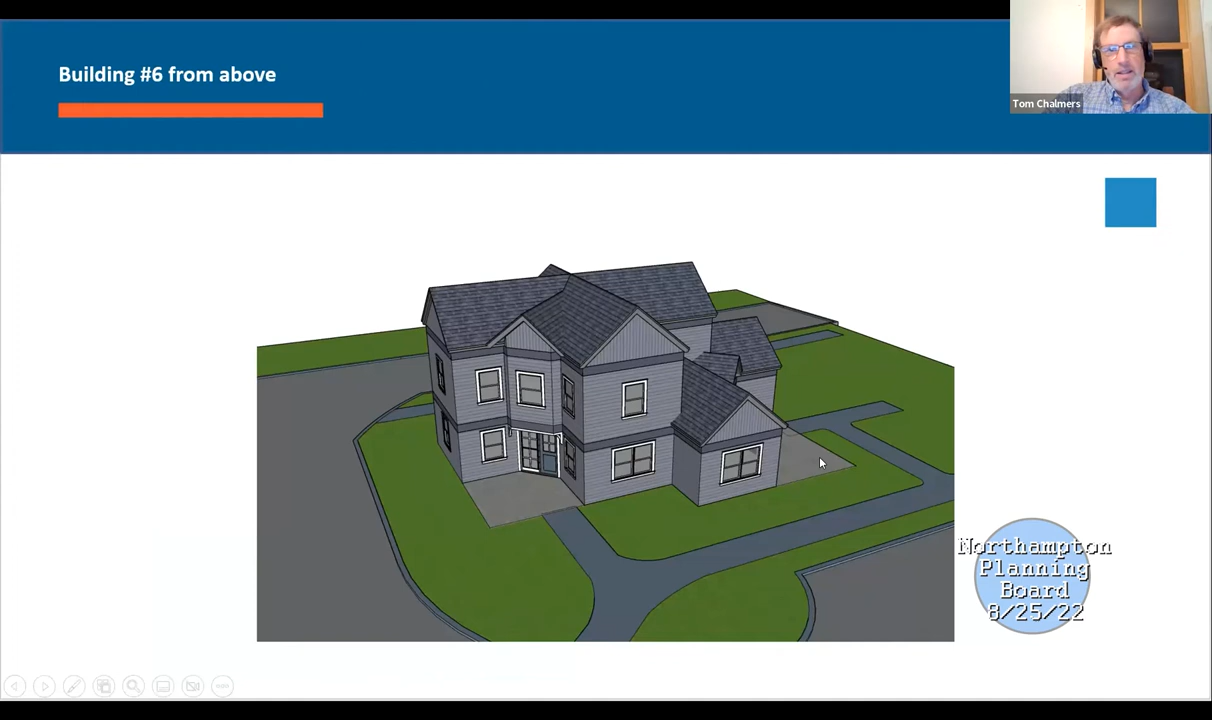 Building #6 from above
Tom Chalmers
Northampton
Planning
Board
8/25/22